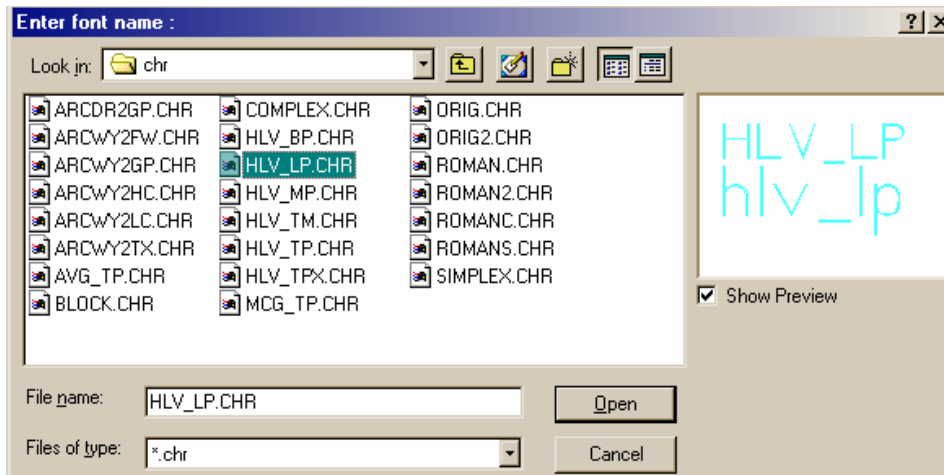 Enter font name :
Look in: chr
ARCDR2GP.CHR COMPLEX.CHR ORIG.CHR
ARCWY2FW.CHR HLV_BP.CHR ORIG2.CHR
ARCWY2GP.CHR HLV_LP.CHR ROMAN.CHR
ARCWY2HC.CHR HLV_MP.CHR ROMAN2.CHR
ARCWY2LC.CHR HLV_TM.CHR ROMANC.CHR
ARCWY2TX.CHR HLV_TP.CHR ROMANS.CHR
AVG_TP.CHR HLV_TPX.CHR SIMPLEX.CHR
BLOCK.CHR MCG_TP.CHR
HLV_LP
hlv_lp
Show Preview
File name: HLV_LP.CHR Open
Files of type: *.chr Cancel